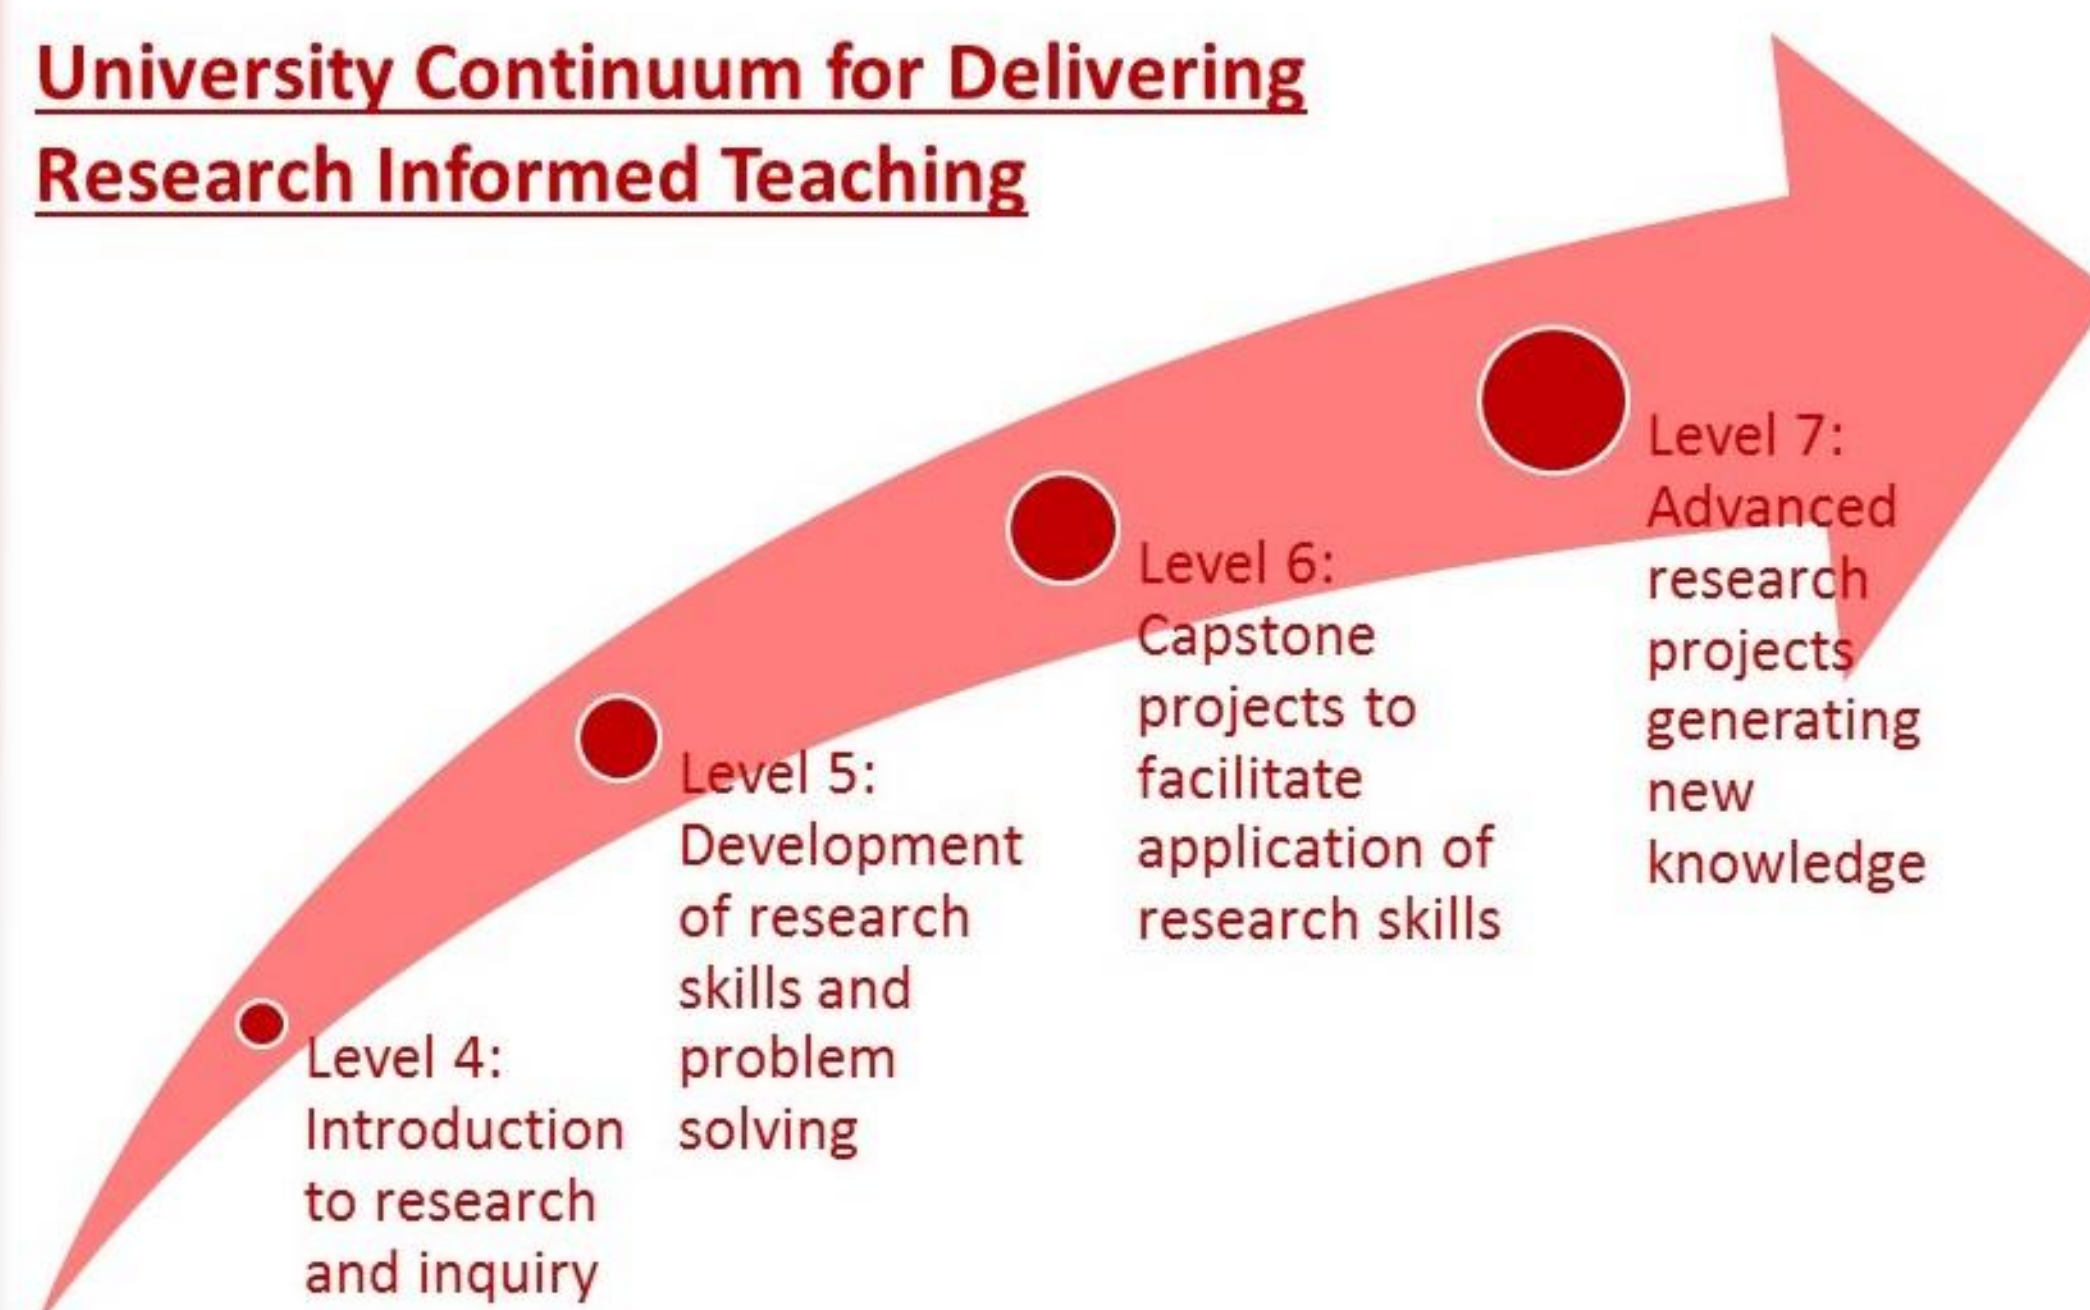 University Continuum for Delivering
Research Informed Teaching
Level 4:
Introduction
to research
and inquiry
Level 5:
Development
of research
skills and
problem
solving
Level 6:
Capstone
projects to
facilitate
application of
research skills
Level 7:
Advanced
research
projects
generating
new
knowledge